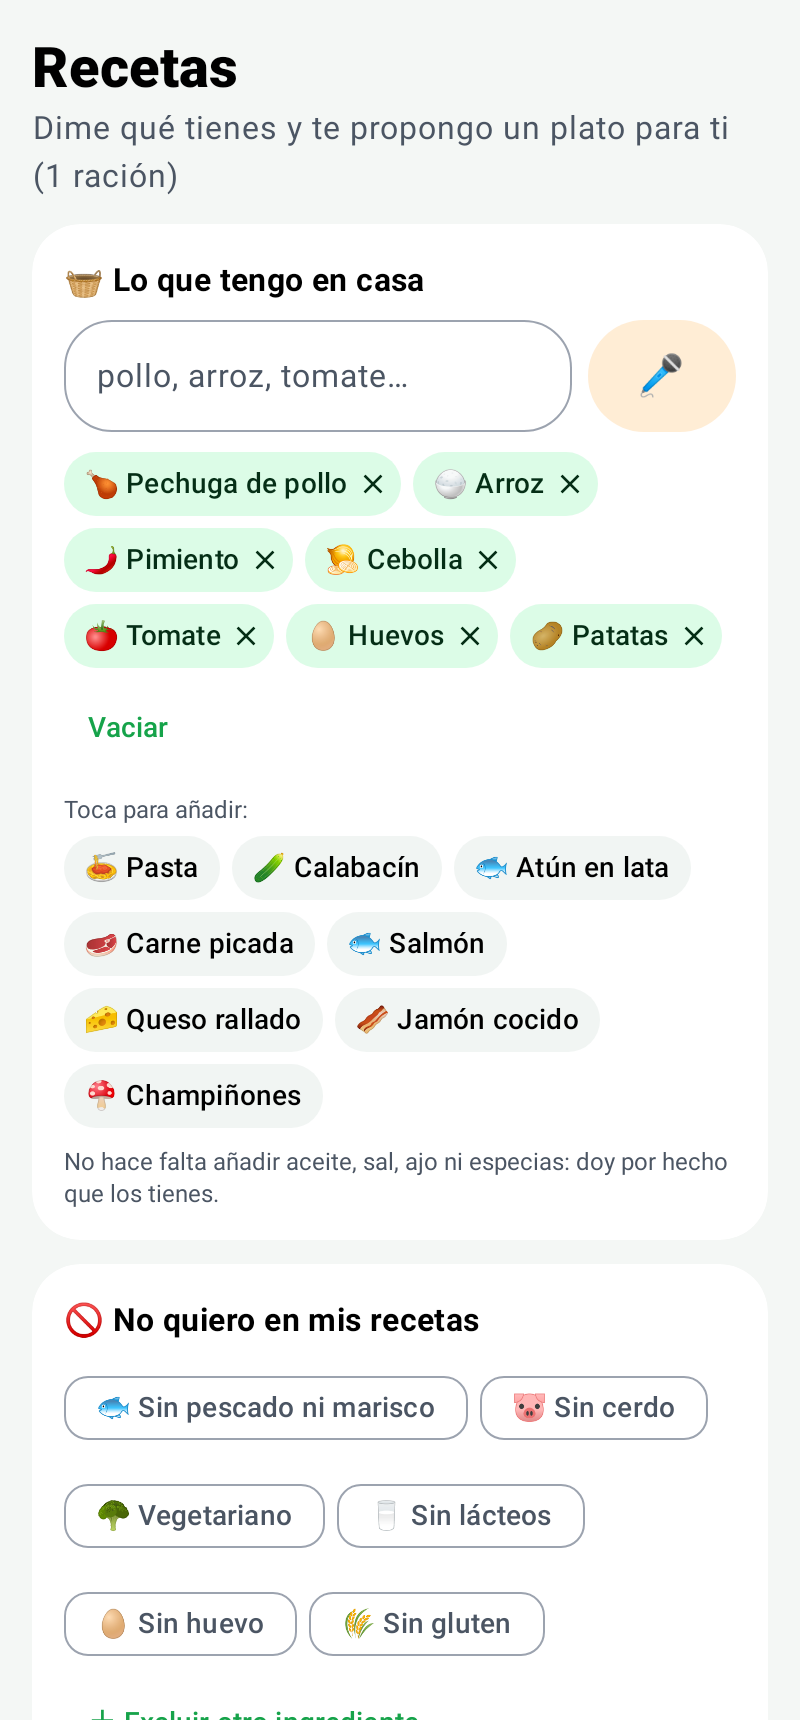 Recetas
Dime qué tienes y te propongo un plato para ti
(1 ración)
Lo que tengo en casa
pollo, arroz, tomate…
Pechuga de pollo ✕ Arroz ✕
Pimiento ✕ Cebolla ✕
Tomate ✕ Huevos ✕ Patatas ✕
Vaciar
Toca para añadir:
Pasta Calabacín Atún en lata
Carne picada Salmón
Queso rallado Jamón cocido
Champiñones
No hace falta añadir aceite, sal, ajo ni especias: doy por hecho
que los tienes.
No quiero en mis recetas
Sin pescado ni marisco Sin cerdo
Vegetariano Sin lácteos
Sin huevo Sin gluten
+ Excluir otro ingrediente